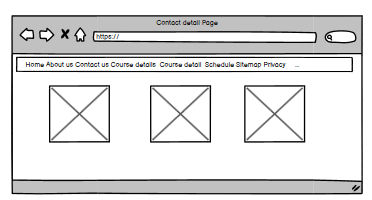 Contact detail Page
https://
Home About us Contact us Course details Course detail Schedule Sitemap Privacy ...